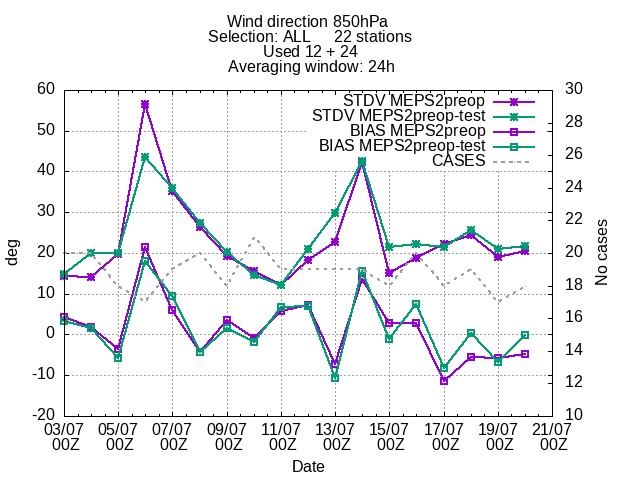 Wind direction 850hPa
Selection: ALL 22 stations
Used 12 + 24
Averaging window: 24h
STDV MEPS2preop
STDV MEPS2preop-test
BIAS MEPS2preop
BIAS MEPS2preop-test
CASES
deg
60
50
40
30
20
10
0
-10
-20
No cases
30
28
26
24
22
20
18
16
14
12
10
03/07 05/07 07/07 09/07 11/07 13/07 15/07 17/07 19/07 21/07
00Z 00Z 00Z 00Z 00Z 00Z 00Z 00Z 00Z 00Z
Date